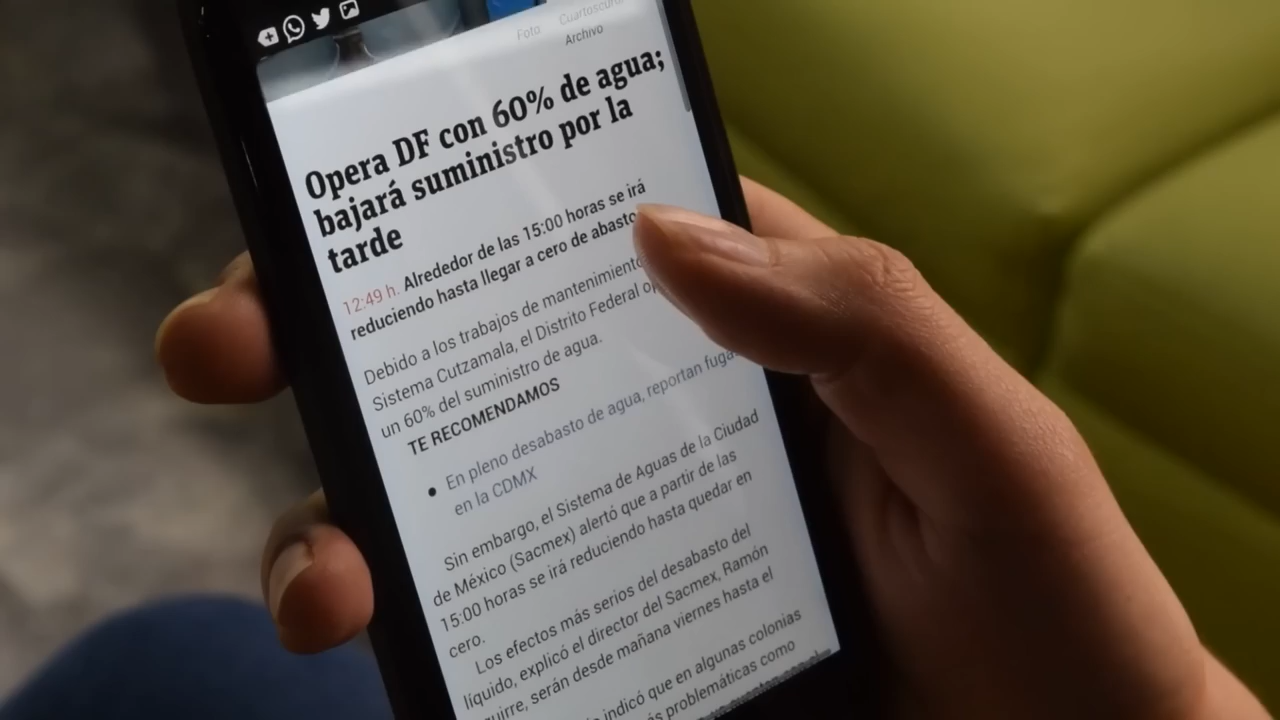 Foto Cuartoscuro/
Archivo
Opera DF con 60% de agua;
bajará suministro por la
tarde
12:49 h. Alrededor de las 15:00 horas se irá
reduciendo hasta llegar a cero de abasto
Debido a los trabajos de mantenimiento
Sistema Cutzamala, el Distrito Federal
un 60% del suministro de agua.
TE RECOMENDAMOS
• En pleno desabasto de agua, reportan fuga
en la CDMX
Sin embargo, el Sistema de Aguas de la Ciudad
de México (Sacmex) alertó que a partir de las
15:00 horas se irá reduciendo hasta quedar en
cero.
Los efectos más serios del desabasto del
líquido, explicó el director del Sacmex, Ramón
uirre, serán desde mañana viernes hasta el
indicó que en algunas colonias
problemáticas como